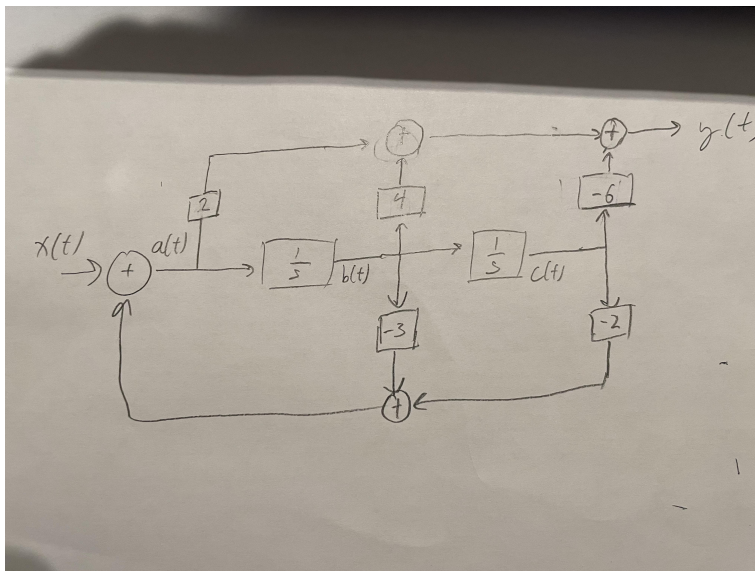 +
+
y(t)
2
4
-6
x(t)
a(t)
+
1/s
b(t)
1/s
c(t)
-3
-2
+